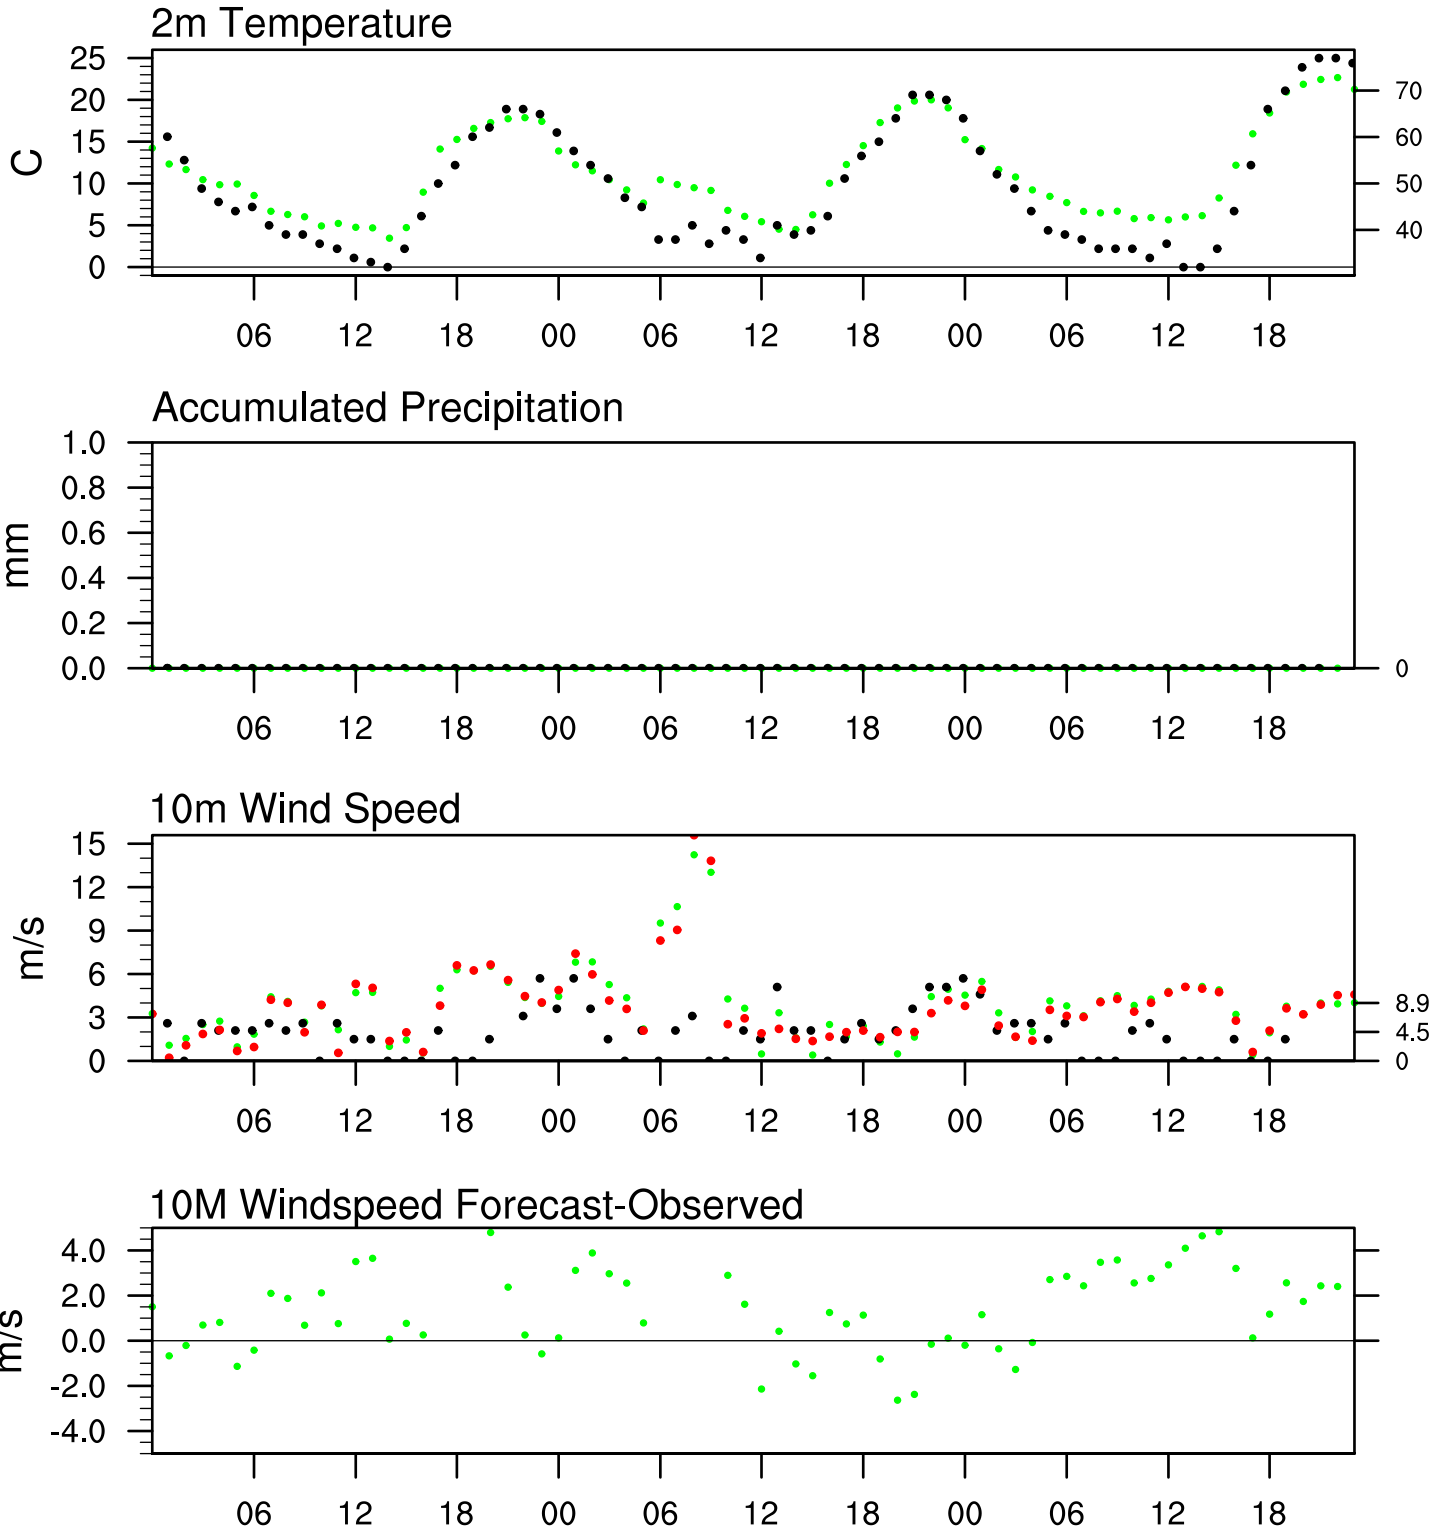 2m Temperature
25
20
15
10
5
0
C
70
60
50
40
06 12 18 00 06 12 18 00 06 12 18
Accumulated Precipitation
1.0
0.8
0.6
0.4
0.2
0.0
mm
0
06 12 18 00 06 12 18 00 06 12 18
10m Wind Speed
15
12
9
6
3
0
m/s
8.9
4.5
0
06 12 18 00 06 12 18 00 06 12 18
10M Windspeed Forecast-Observed
4.0
2.0
0.0
-2.0
-4.0
m/s
06 12 18 00 06 12 18 00 06 12 18